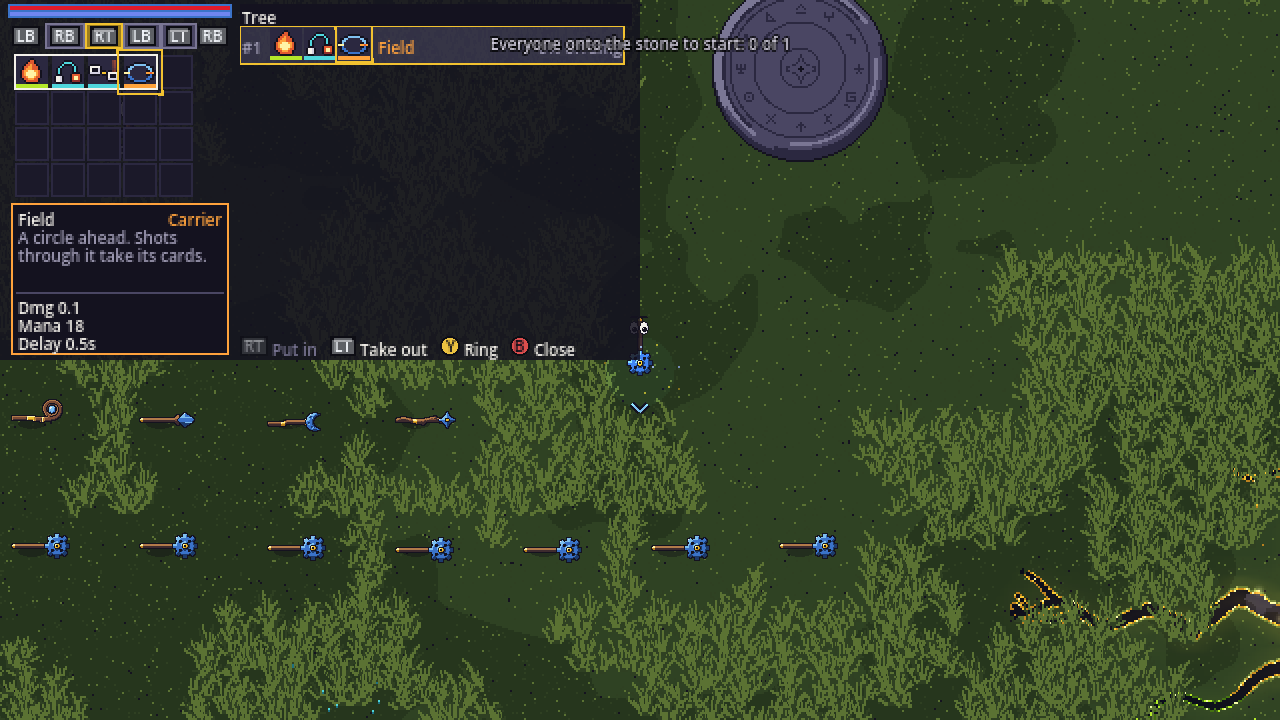 LB RB RT LB LT RB
Tree
#1 Field
Everyone onto the stone to start: 0 of 1
Field Carrier
A circle ahead. Shots
through it take its cards.
Dmg 0.1
Mana 18
Delay 0.5s
RT Put in LT Take out Y Ring B Close